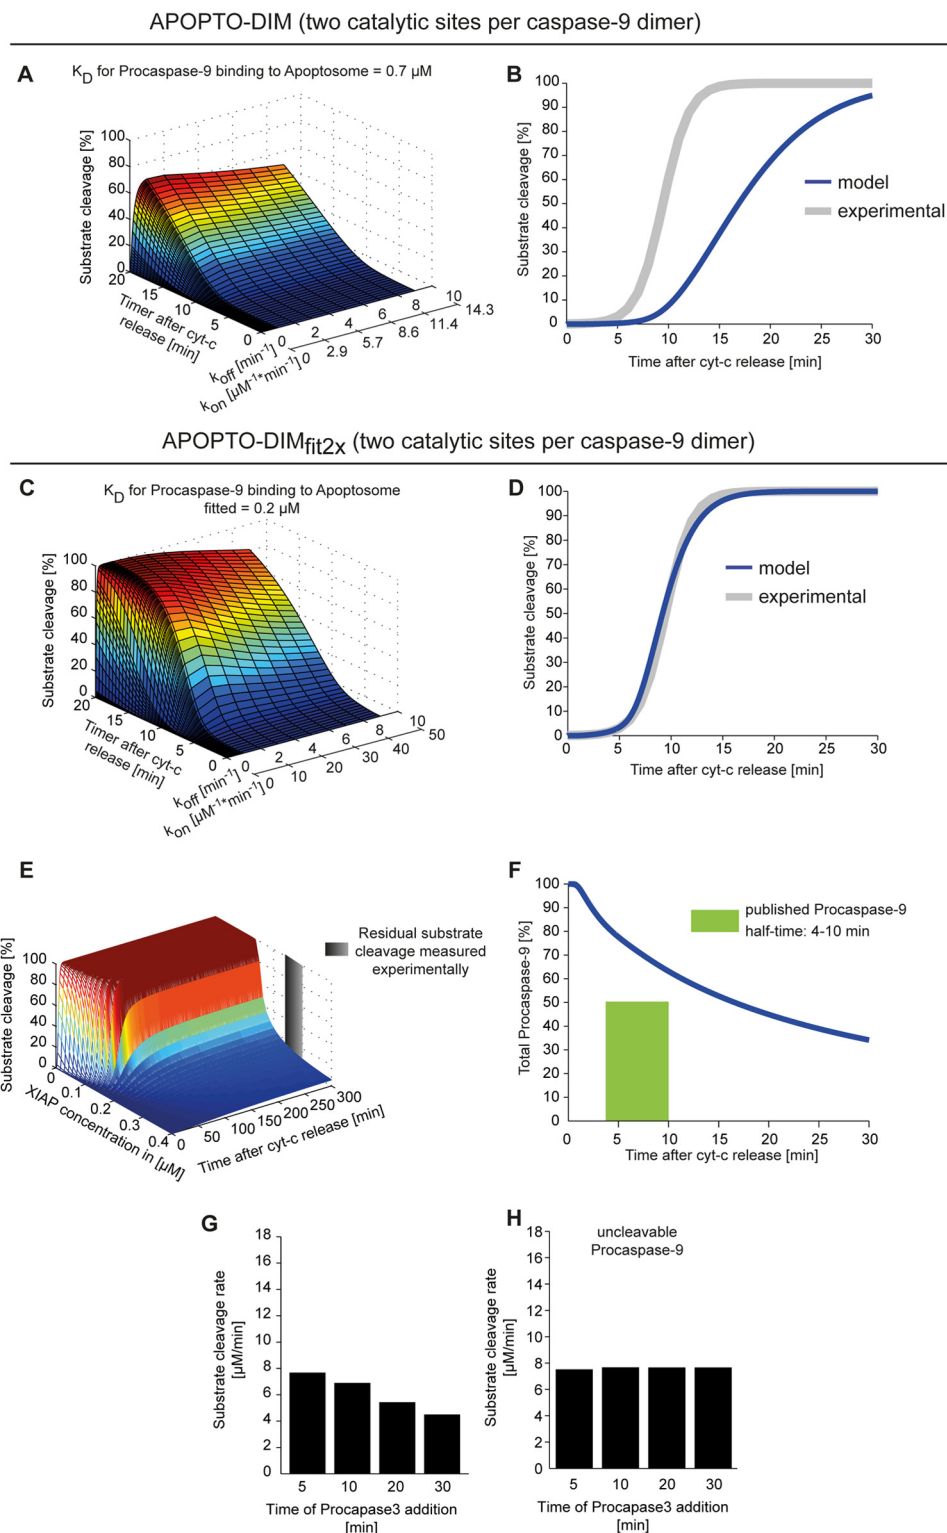 APOPTO-DIM (two catalytic sites per caspase-9 dimer)
A
K_D for Procaspase-9 binding to Apoptosome = 0.7 µM
Substrate cleavage [%]
100
80
60
40
20
0
20
15
10
5
0
Timer after cyt-c
release [min]
0 2 4 6 8 10
k_off [min⁻¹]
0 2.9 5.7 8.6 11.4 14.3
k_on [µM⁻¹*min⁻¹]
B
Substrate cleavage [%]
100
90
80
70
60
50
40
30
20
10
0
model
experimental
0 5 10 15 20 25 30
Time after cyt-c release [min]
APOPTO-DIM_fit2x (two catalytic sites per caspase-9 dimer)
C
K_D for Procaspase-9 binding to Apoptosome
fitted = 0.2 µM
Substrate cleavage [%]
100
80
60
40
20
0
20
15
10
5
0
Timer after cyt-c
release [min]
0 2 4 6 8 10
k_off [min⁻¹]
0 10 20 30 40 50
k_on [µM⁻¹*min⁻¹]
D
Substrate cleavage [%]
100
90
80
70
60
50
40
30
20
10
0
model
experimental
0 5 10 15 20 25 30
Time after cyt-c release [min]
E
Substrate cleavage [%]
100
80
60
40
20
0
Residual substrate
cleavage measured
experimentally
0
0.1
0.2
0.3
0.4
XIAP concentration in [µM]
0 50 100 150 200 250 300
Time after cyt-c release [min]
F
Total Procaspase-9 [%]
100
90
80
70
60
50
40
30
20
10
0
published Procaspase-9
half-time: 4-10 min
0 5 10 15 20 25 30
Time after cyt-c release [min]
G
Substrate cleavage rate
[µM/min]
18
16
14
12
10
8
6
4
2
0
5 10 20 30
Time of Procapase3 addition
[min]
H
uncleavable
Procaspase-9
Substrate cleavage rate
[µM/min]
18
16
14
12
10
8
6
4
2
0
5 10 20 30
Time of Procapase3 addition
[min]